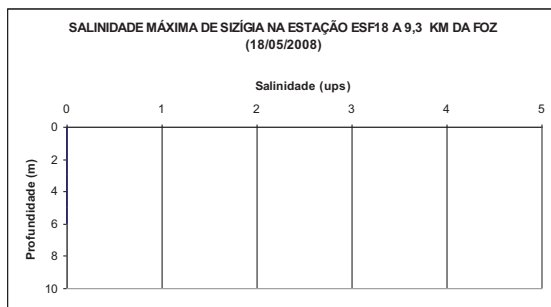 SALINIDADE MÁXIMA DE SIZÍGIA NA ESTAÇÃO ESF18 A 9,3 KM DA FOZ
(18/05/2008)
Salinidade (ups)
0 1 2 3 4 5
Profundidade (m)
0
2
4
6
8
10